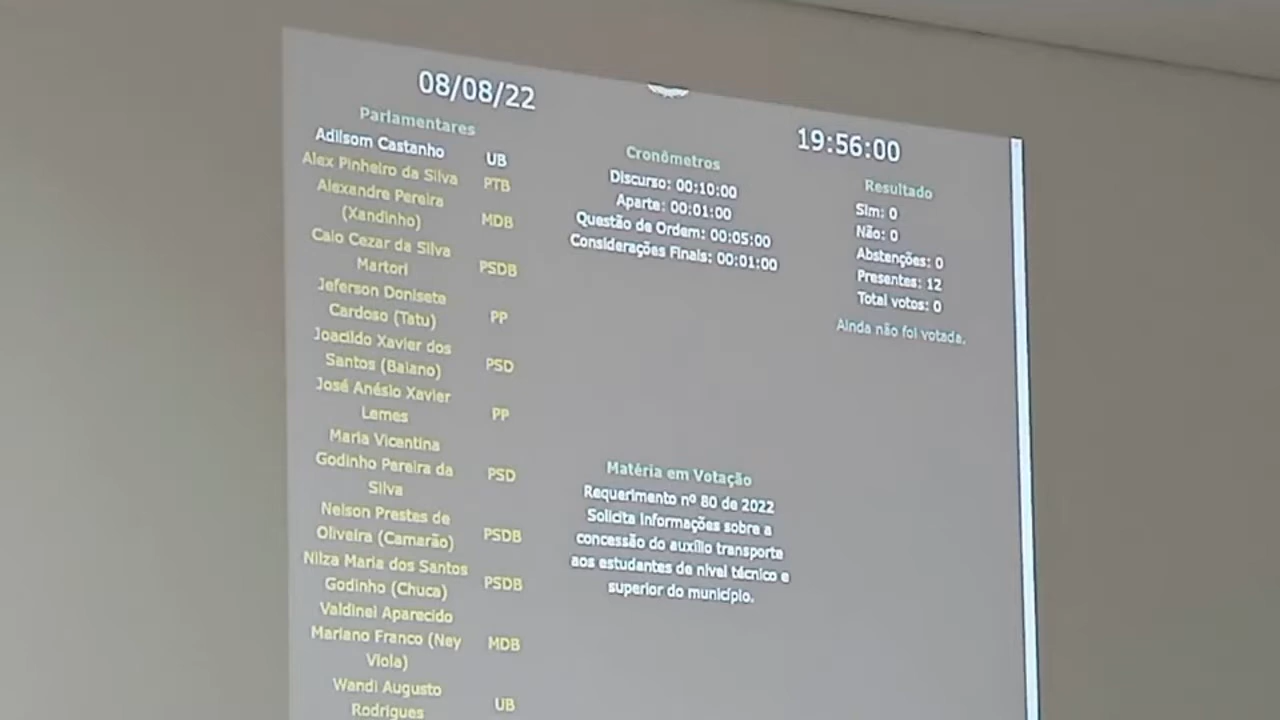 08/08/22
19:56:00
Parlamentares
Adilsom Castanho UB
Alex Pinheiro da Silva PTB
Alexandre Pereira
(Xandinho) MDB
Caio Cezar da Silva
Martori PSDB
Jeferson Donisete
Cardoso (Tatu) PP
Joacildo Xavier dos
Santos (Baiano) PSD
José Anésio Xavier
Lemes PP
Maria Vicentina
Godinho Pereira da
Silva PSD
Nelson Prestes de
Oliveira (Camarão) PSDB
Nilza Maria dos Santos
Godinho (Chuca) PSDB
Valdinei Aparecido
Mariano Franco (Ney
Viola) MDB
Wandi Augusto
Rodrigues UB
Cronômetros
Discurso: 00:10:00
Aparte: 00:01:00
Questão de Ordem: 00:05:00
Considerações Finais: 00:01:00
Matéria em Votação
Requerimento nº 80 de 2022
Solicita informações sobre a
concessão do auxílio transporte
aos estudantes de nível técnico e
superior do município.
Resultado
Sim: 0
Não: 0
Abstenções: 0
Presentes: 12
Total votos: 0
Ainda não foi votada.